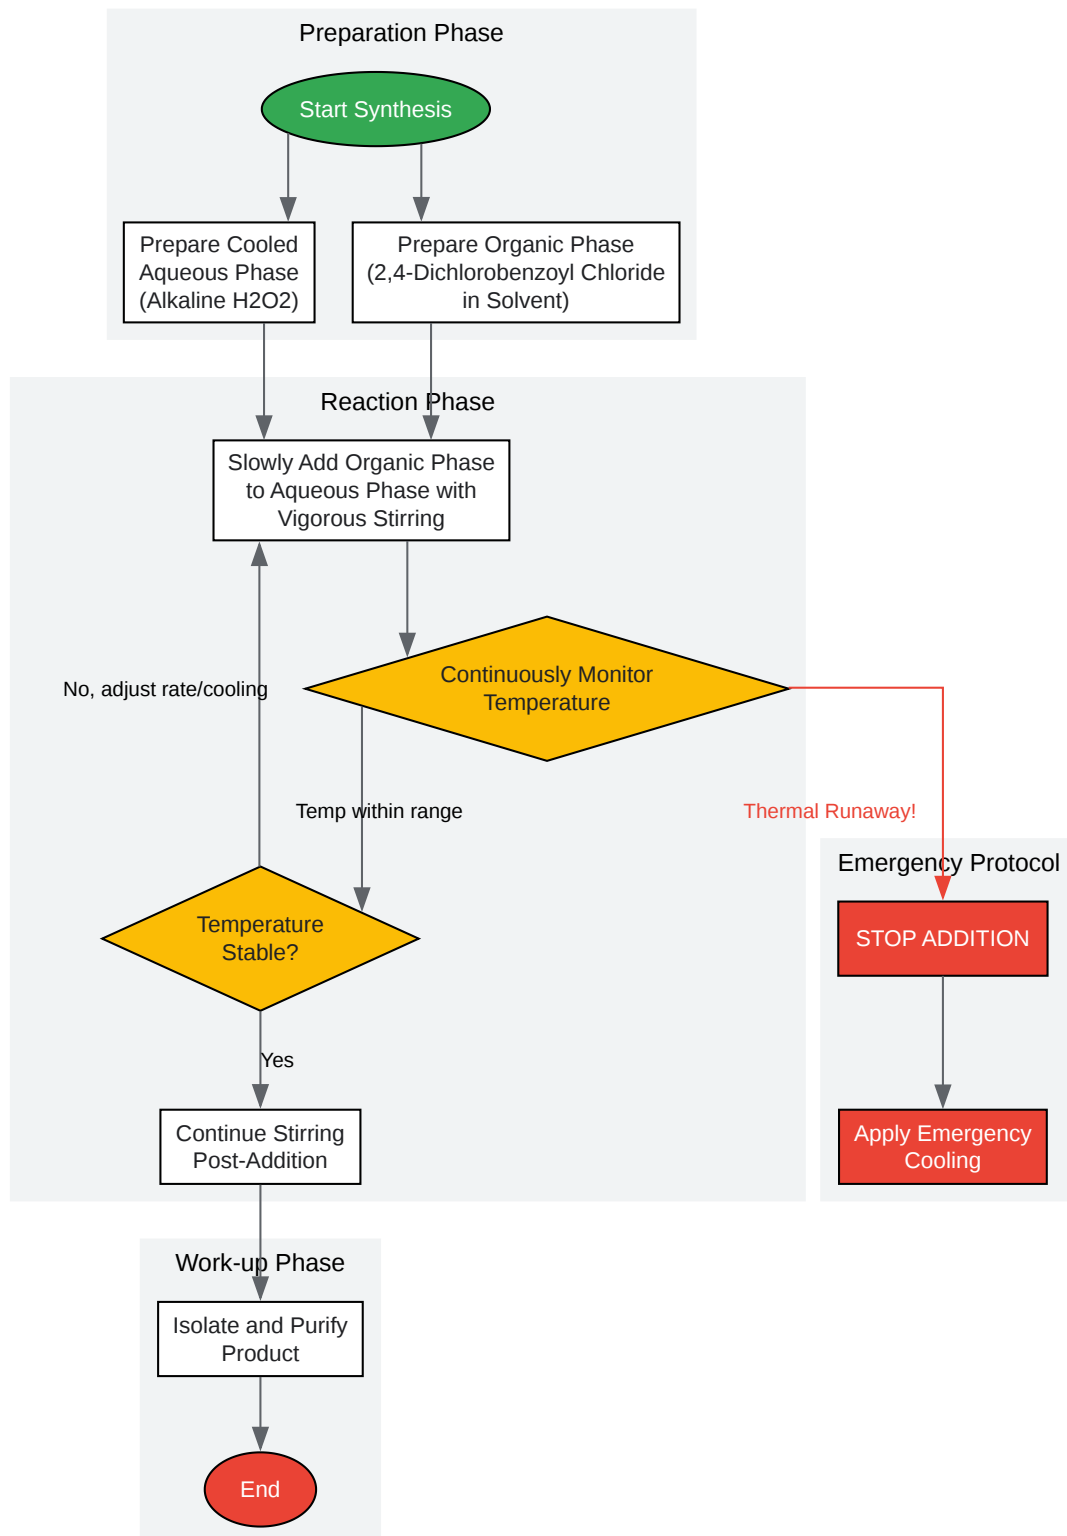 Preparation Phase
Start Synthesis
Prepare Cooled
Aqueous Phase
(Alkaline H2O2)
Prepare Organic Phase
(2,4-Dichlorobenzoyl Chloride
in Solvent)
Reaction Phase
Slowly Add Organic Phase
to Aqueous Phase with
Vigorous Stirring
Continuously Monitor
Temperature
No, adjust rate/cooling
Temp within range
Thermal Runaway!
Emergency Protocol
Temperature
Stable?
STOP ADDITION
Yes
Continue Stirring
Post-Addition
Apply Emergency
Cooling
Work-up Phase
Isolate and Purify
Product
End